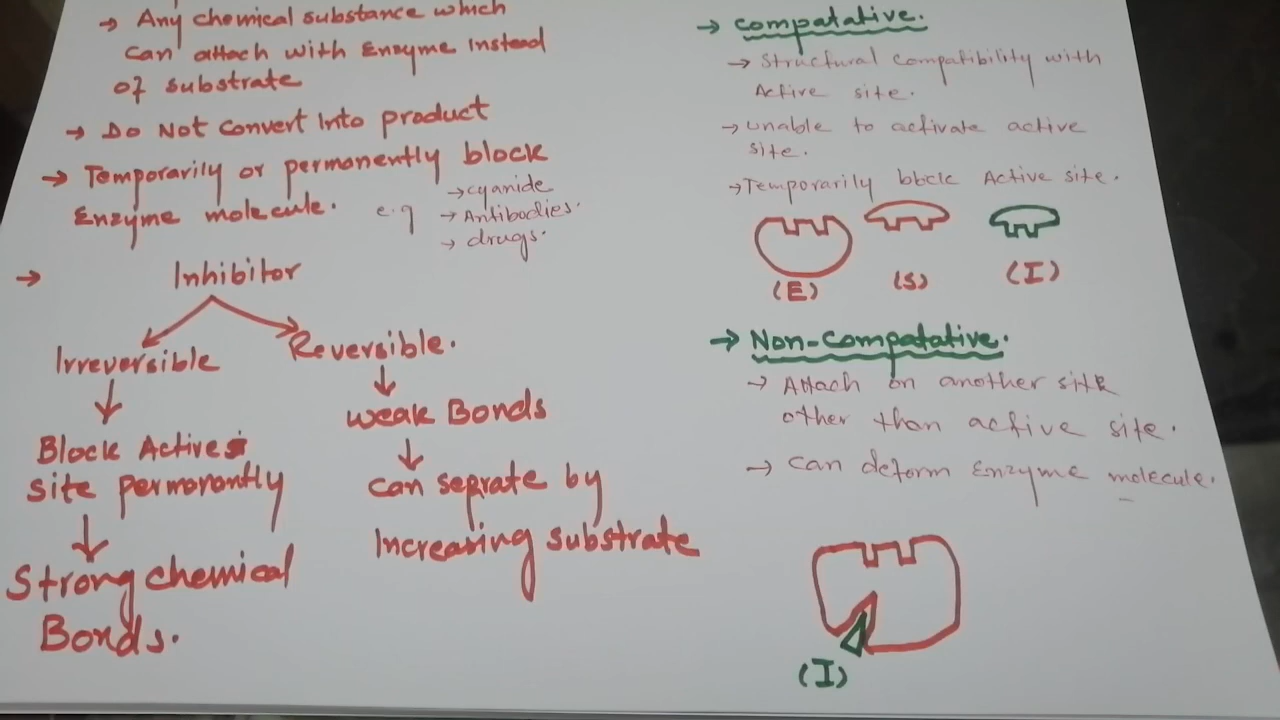 → Any chemical substance which
can attach with Enzyme instead
of substrate
→ Do Not convert Into product
→ Temporarily or permonently block
Enzyme molecule.
e.g → cyanide
→ Antibodies.
→ drugs.
→ Inhibitor
Irreversible
Reversible.
Block Active
site permorontly
Strong chemical
Bonds.
weak Bonds
can seprate by
Increasing substrate
→ compatative.
→ Structural compatibility with
Active site.
→ unable to activate active
site.
→ Temporarily block Active site.
(E) (S) (I)
→ Non-Compatative.
→ Attach on another site
other than active site.
→ can deform Enzyme molecule.
(I)